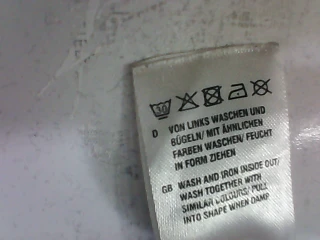 30
D VON LINKS WASCHEN UND
BÜGELN/ MIT ÄHNLICHEN
FARBEN WASCHEN/ FEUCHT
IN FORM ZIEHEN
GB WASH AND IRON INSIDE OUT/
WASH TOGETHER WITH
SIMILAR COLOURS/ PULL
INTO SHAPE WHEN DAMP